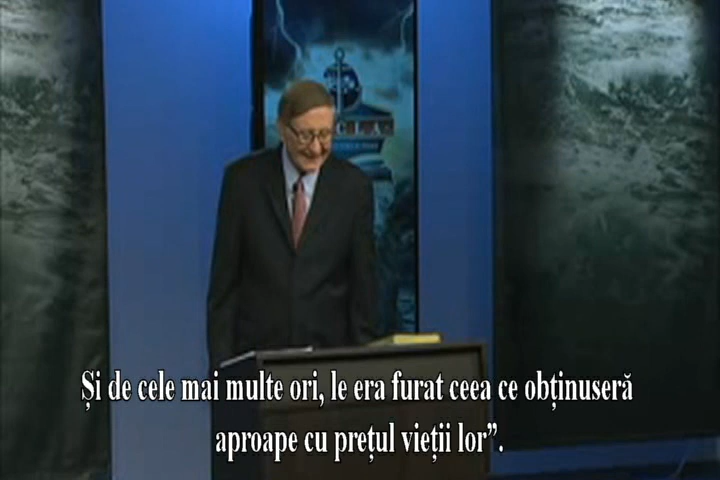 Și de cele mai multe ori, le era furat ceea ce obținuseră
aproape cu prețul vieții lor”.